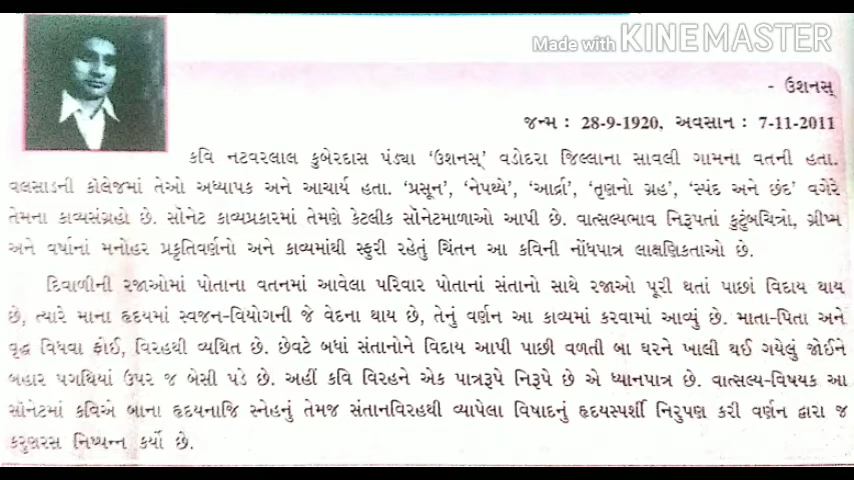 Made with KINEMASTER
- ઉશનસ્
જન્મ : 28-9-1920, અવસાન : 7-11-2011
કવિ નટવરલાલ કુબેરદાસ પંડ્યા ‘ઉશનસ્’ વડોદરા જિલ્લાના સાવલી ગામના વતની હતા.
વલસાડની કૉલેજમાં તેઓ અધ્યાપક અને આચાર્ય હતા. ‘પ્રસૂન’, ‘નેપથ્યે’, ‘આર્દ્રા’, ‘તૃણનો ગ્રહ’, ‘સ્પંદ અને છંદ’ વગેરે
તેમના કાવ્યસંગ્રહો છે. સૉનેટ કાવ્યપ્રકારમાં તેમણે કેટલીક સૉનેટમાળાઓ આપી છે. વાત્સલ્યભાવ નિરૂપતાં કુટુંબચિત્રો, ગ્રીષ્મ
અને વર્ષાનાં મનોહર પ્રકૃતિવર્ણનો અને કાવ્યમાંથી સ્ફુરી રહેતું ચિંતન આ કવિની નોંધપાત્ર લાક્ષણિકતાઓ છે.
દિવાળીની રજાઓમાં પોતાના વતનમાં આવેલા પરિવાર પોતાનાં સંતાનો સાથે રજાઓ પૂરી થતાં પાછાં વિદાય થાય
છે, ત્યારે માના હૃદયમાં સ્વજન-વિયોગની જે વેદના થાય છે, તેનું વર્ણન આ કાવ્યમાં કરવામાં આવ્યું છે. માતા-પિતા અને
વૃદ્ધ વિધવા ફોઈ, વિરહથી વ્યથિત છે. છેવટે બધાં સંતાનોને વિદાય આપી પાછી વળતી બા ઘરને ખાલી થઈ ગયેલું જોઈને
બહાર પગથિયાં ઉપર જ બેસી પડે છે. અહીં કવિ વિરહને એક પાત્રરૂપે નિરૂપે છે એ ધ્યાનપાત્ર છે. વાત્સલ્ય-વિષયક આ
સૉનેટમાં કવિએ બાના હૃદયનાજિ સ્નેહનું તેમજ સંતાનવિરહથી વ્યાપેલા વિષાદનું હૃદયસ્પર્શી નિરુપણ કરી વર્ણન દ્વારા જ
કરુણરસ નિષ્પન્ન કર્યો છે.